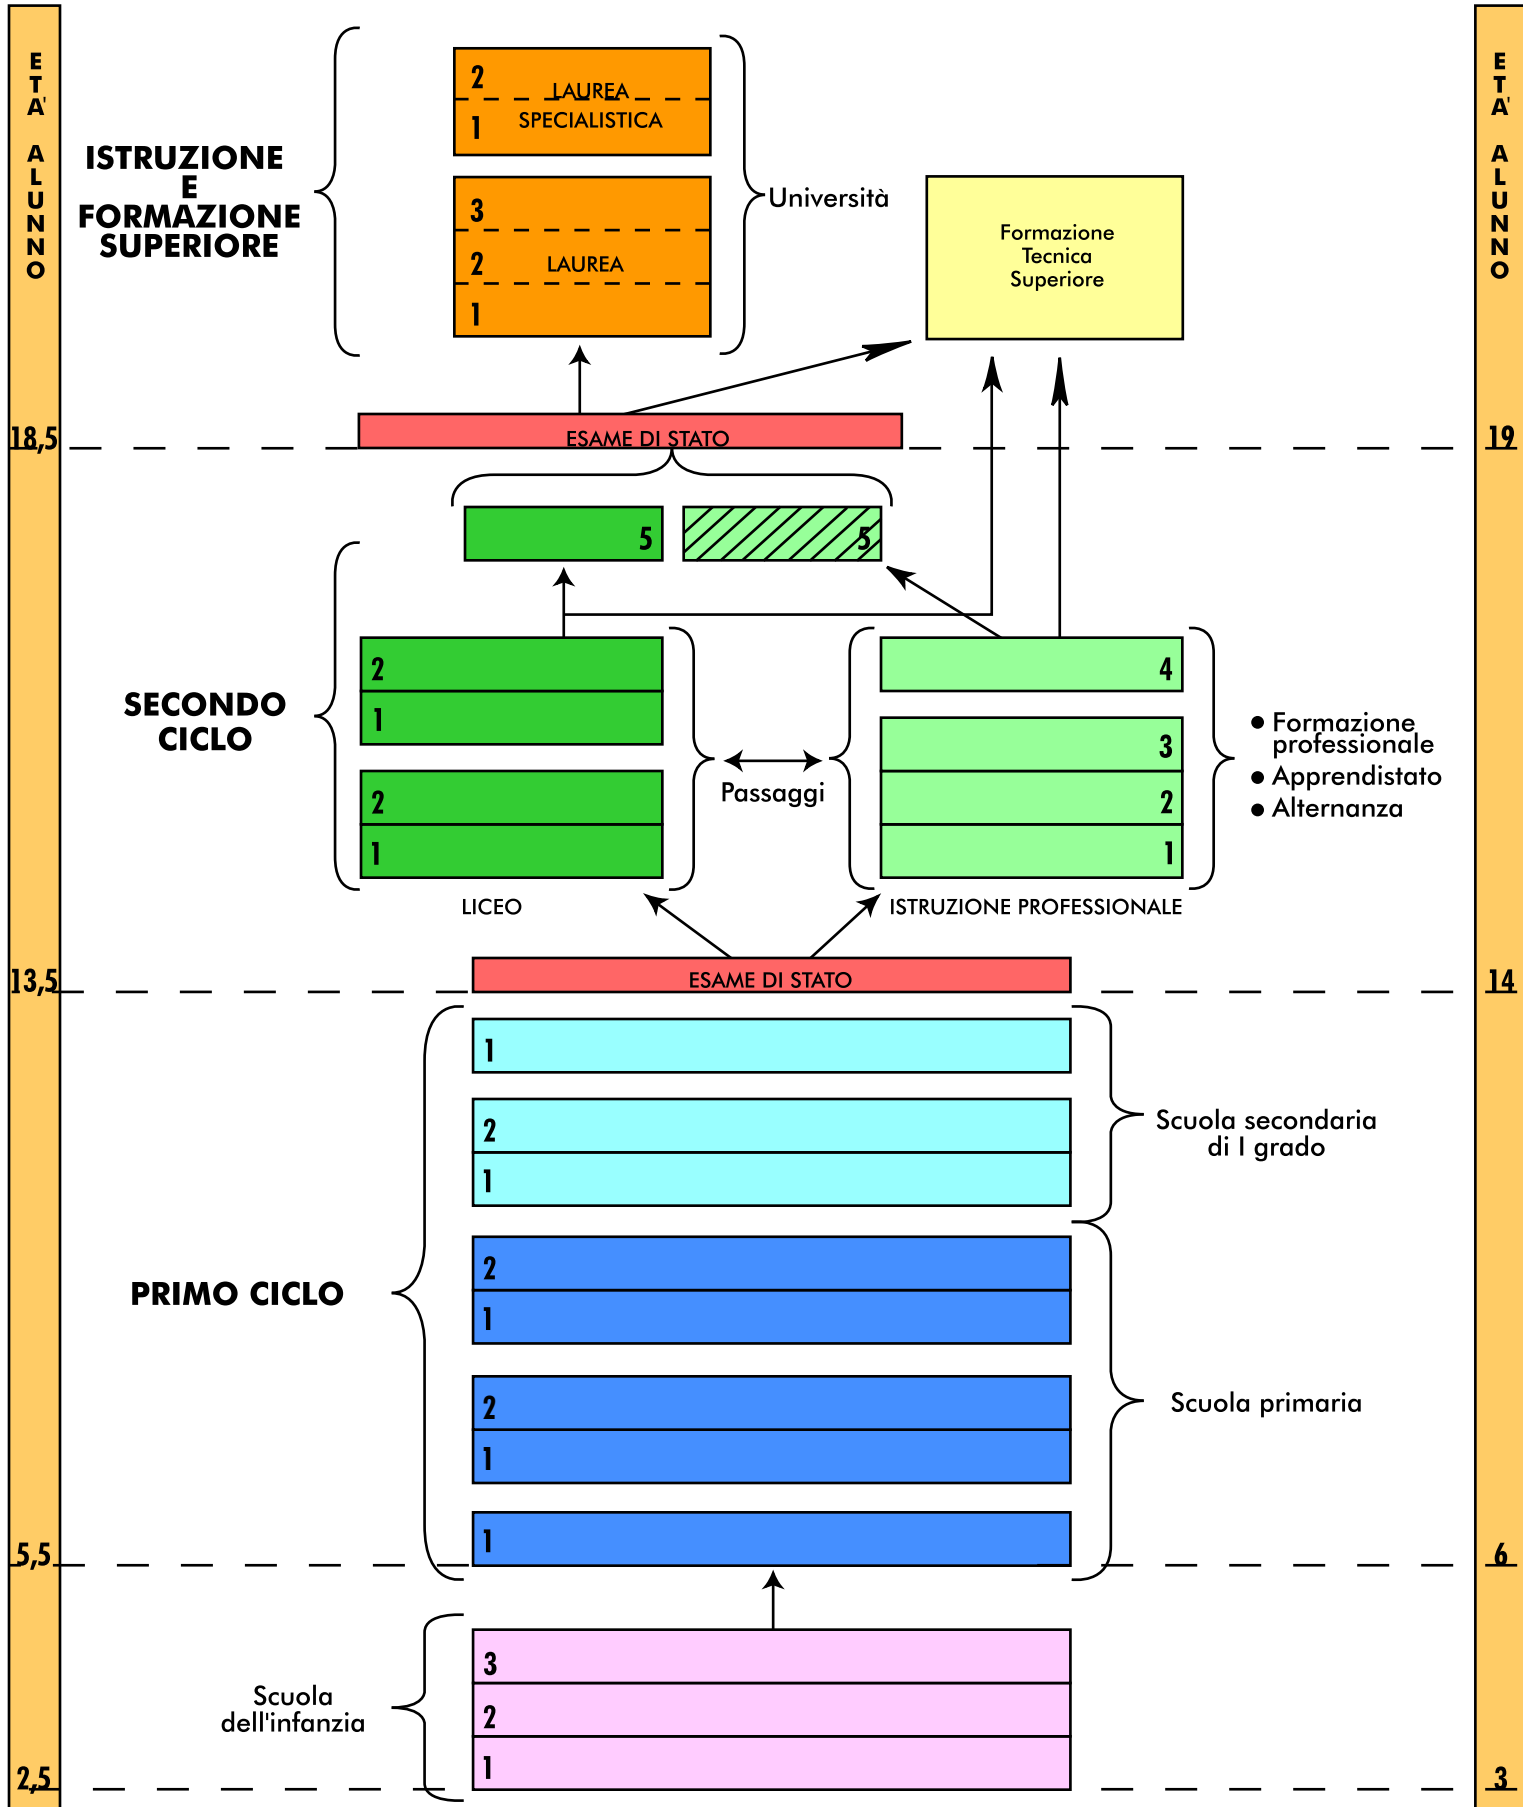 ETA' ALUNNO
ETA' ALUNNO
2
LAUREA
1
SPECIALISTICA
ISTRUZIONE
E
FORMAZIONE
SUPERIORE
3
2
LAUREA
1
Università
Formazione
Tecnica
Superiore
18,5
ESAME DI STATO
19
5
5
SECONDO
CICLO
2
1
2
1
LICEO
Passaggi
4
3
2
1
ISTRUZIONE PROFESSIONALE
• Formazione
professionale
• Apprendistato
• Alternanza
13,5
ESAME DI STATO
14
PRIMO CICLO
1
2
1
Scuola secondaria
di I grado
2
1
2
1
1
Scuola primaria
5,5
6
Scuola
dell'infanzia
3
2
1
2,5
3